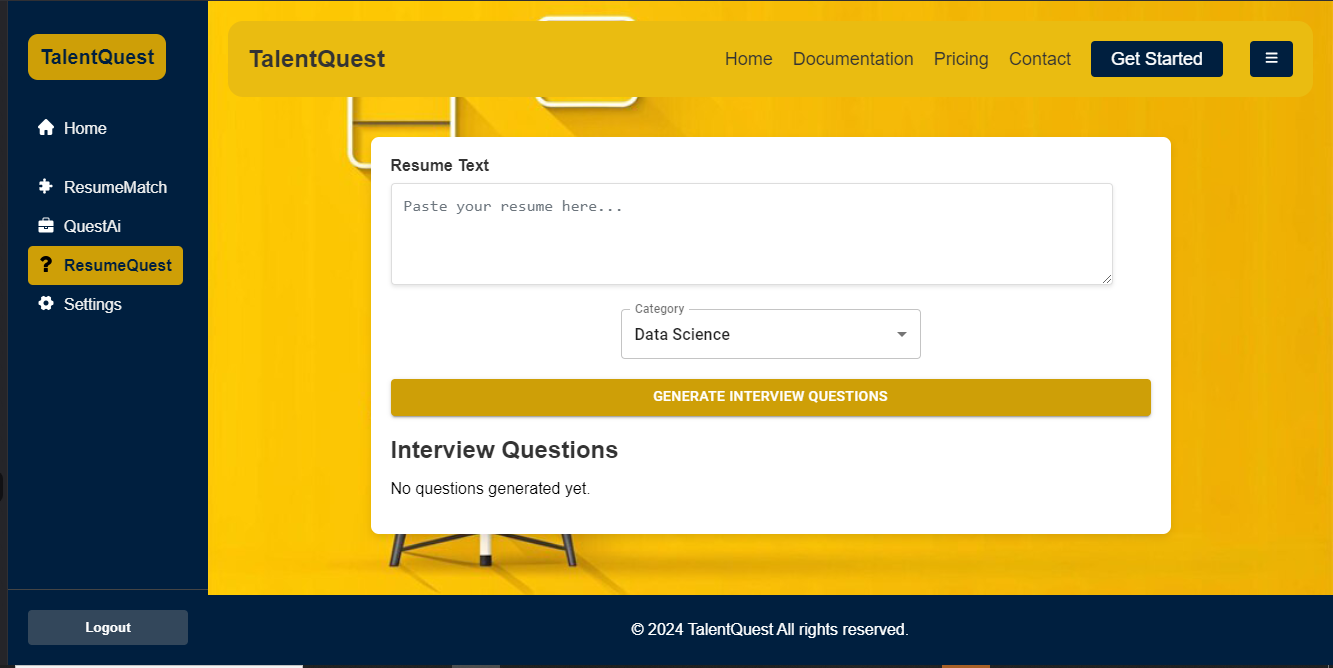 TalentQuest
Home
ResumeMatch
QuestAi
ResumeQuest
Settings
Logout
TalentQuest
Home Documentation Pricing Contact Get Started
Resume Text
Paste your resume here...
Category
Data Science
GENERATE INTERVIEW QUESTIONS
Interview Questions
No questions generated yet.
© 2024 TalentQuest All rights reserved.